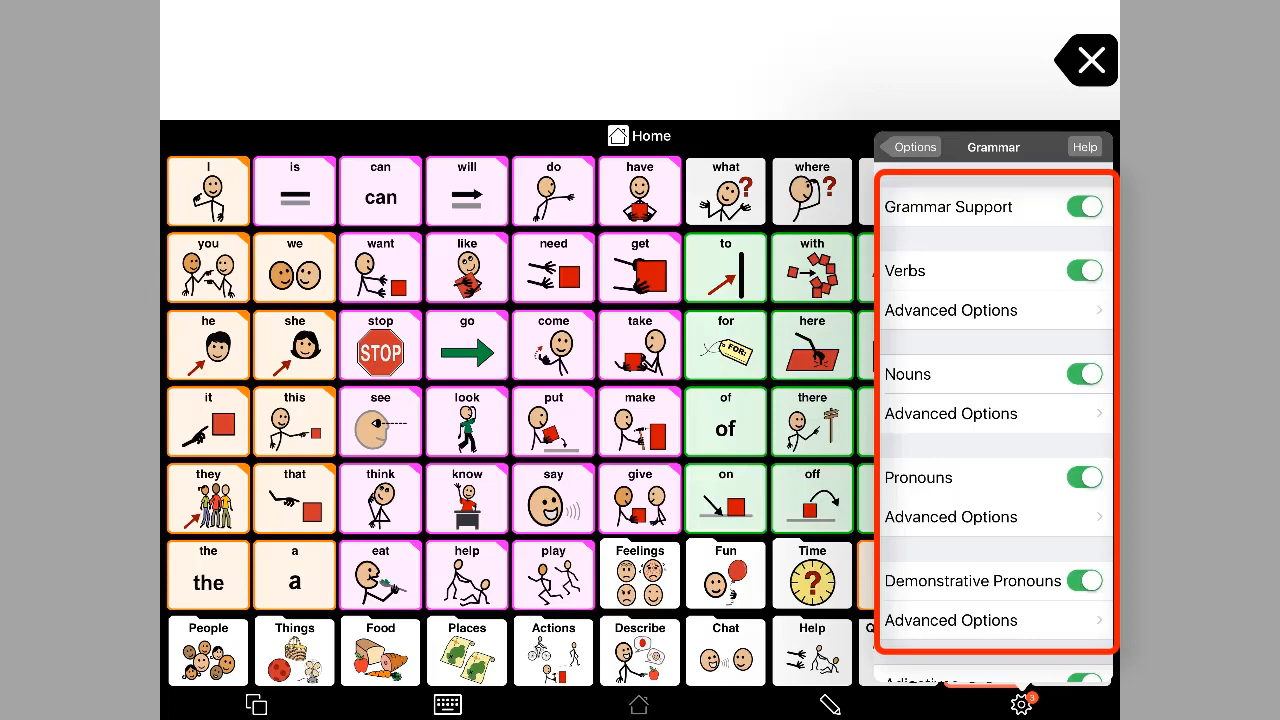 Home
Options
Grammar
Help
I
is
can
can
will
do
have
what
where
you
we
want
like
need
get
to
with
he
she
stop
STOP
go
come
take
for
FOR:
here
it
this
see
look
put
make
of
of
there
they
that
think
know
say
give
on
off
the
the
a
a
eat
help
play
Feelings
Fun
Time
People
Things
Food
Places
Actions
Describe
Chat
Help
Grammar Support
Verbs
Advanced Options
Nouns
Advanced Options
Pronouns
Advanced Options
Demonstrative Pronouns
Advanced Options
3